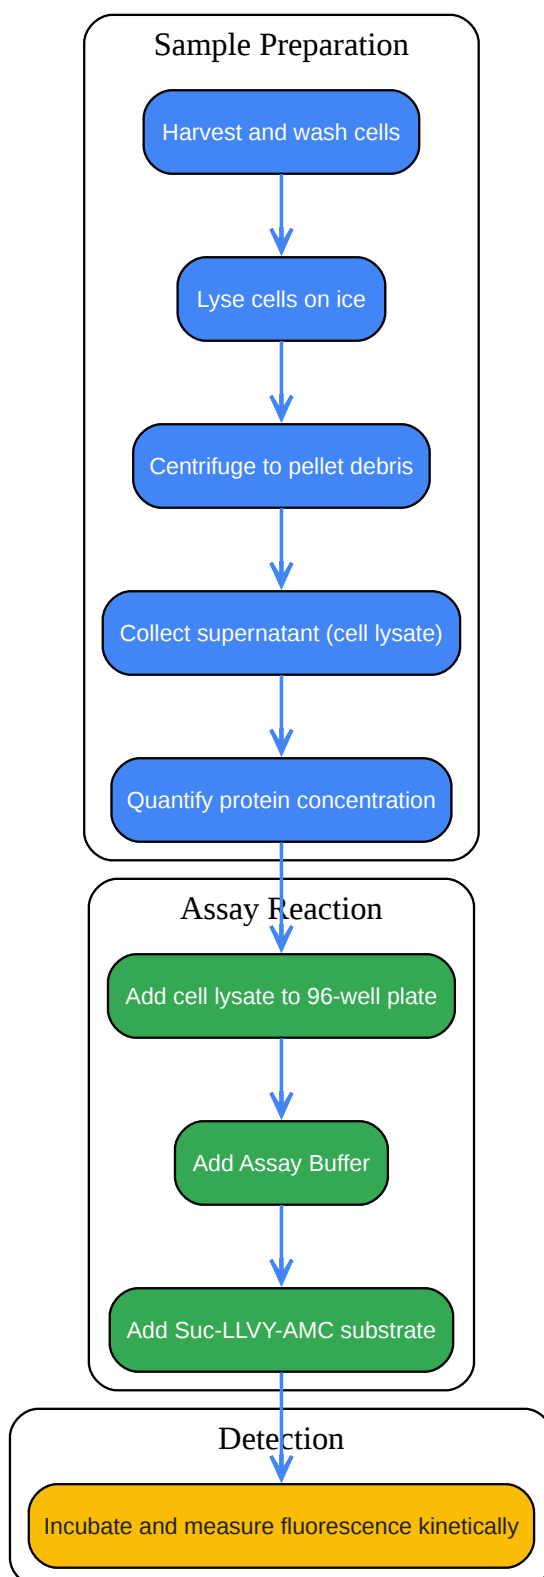 Sample Preparation
Harvest and wash cells
Lyse cells on ice
Centrifuge to pellet debris
Collect supernatant (cell lysate)
Quantify protein concentration
Assay Reaction
Add cell lysate to 96-well plate
Add Assay Buffer
Add Suc-LLVY-AMC substrate
Detection
Incubate and measure fluorescence kinetically